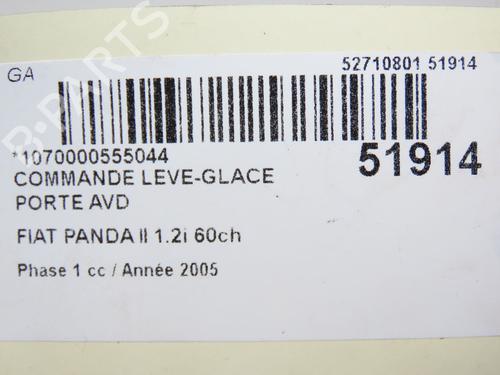 GA
52710801 51914
*1070000555044
51914
COMMANDE LEVE-GLACE
PORTE AVD
FIAT PANDA II 1.2i 60ch
Phase 1 cc / Année 2005
B-PARTS